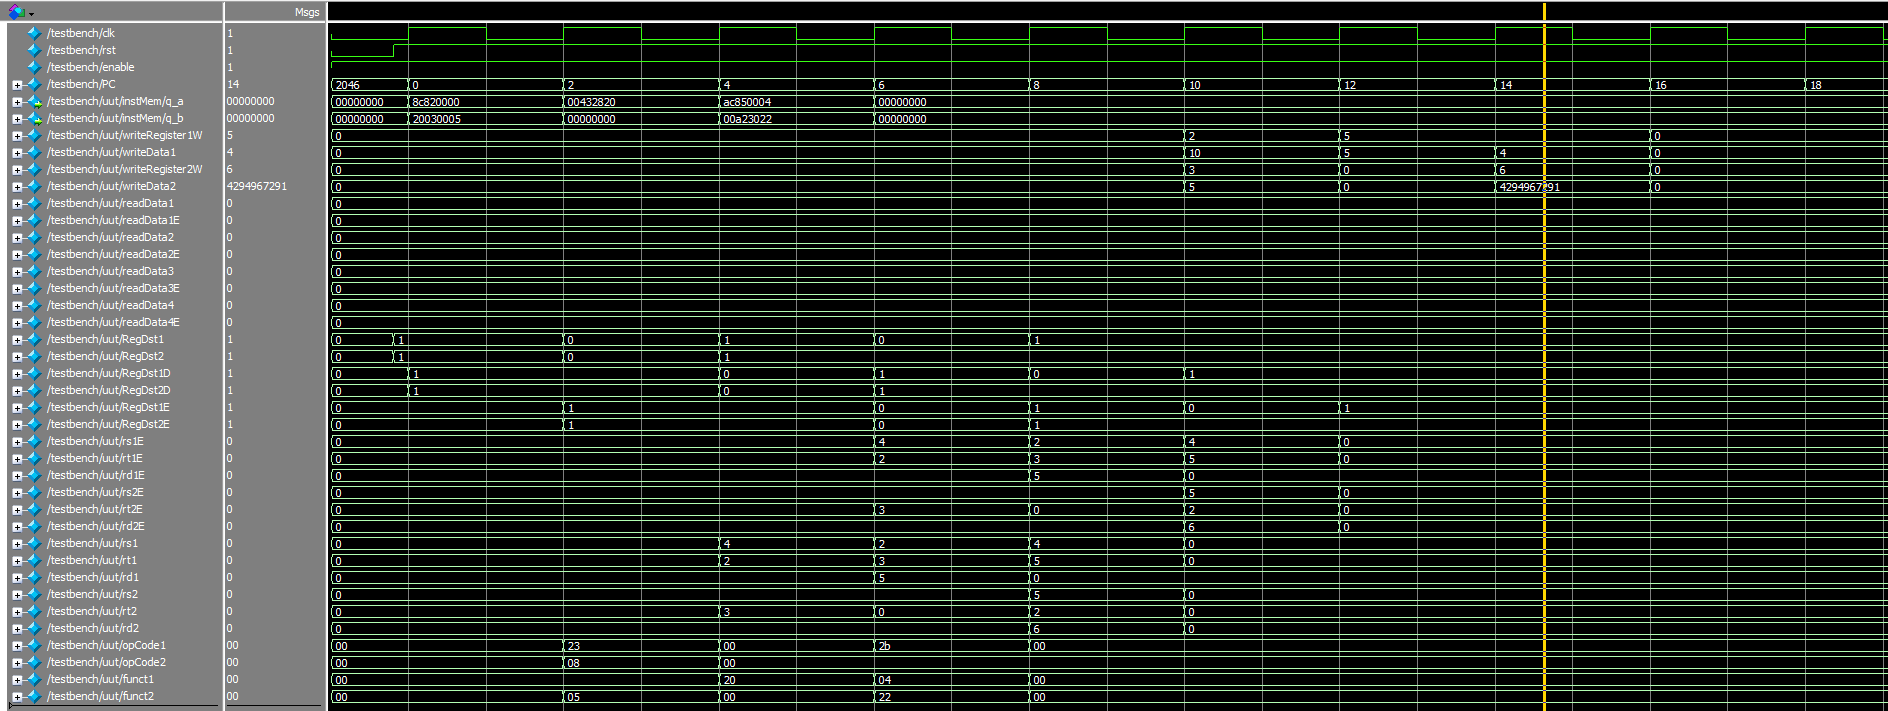 Msgs
/testbench/clk 1
/testbench/rst 1
/testbench/enable 1
/testbench/PC 14 2046 0 2 4 6 8 10 12 14 16 18
/testbench/uut/instMem/q_a 00000000 00000000 8c820000 00432820 ac850004 00000000
/testbench/uut/instMem/q_b 00000000 00000000 20030005 00000000 00a23022 00000000
/testbench/uut/writeRegister1W 5 0 2 5 0
/testbench/uut/writeData1 4 0 10 5 4 0
/testbench/uut/writeRegister2W 6 0 3 0 6 0
/testbench/uut/writeData2 4294967291 0 5 0 4294967291 0
/testbench/uut/readData1 0 0
/testbench/uut/readData1E 0 0
/testbench/uut/readData2 0 0
/testbench/uut/readData2E 0 0
/testbench/uut/readData3 0 0
/testbench/uut/readData3E 0 0
/testbench/uut/readData4 0 0
/testbench/uut/readData4E 0 0
/testbench/uut/RegDst1 1 0 1 0 1 0 1
/testbench/uut/RegDst2 1 0 1 0 1
/testbench/uut/RegDst1D 1 0 1 0 1 0 1
/testbench/uut/RegDst2D 1 0 1 0 1
/testbench/uut/RegDst1E 1 0 1 0 1 0 1
/testbench/uut/RegDst2E 1 0 1 0 1
/testbench/uut/rs1E 0 0 4 2 4 0
/testbench/uut/rt1E 0 0 2 3 5 0
/testbench/uut/rd1E 0 0 5 0
/testbench/uut/rs2E 0 0 5 0
/testbench/uut/rt2E 0 0 3 0 2 0
/testbench/uut/rd2E 0 0 6 0
/testbench/uut/rs1 0 0 4 2 4 0
/testbench/uut/rt1 0 0 2 3 5 0
/testbench/uut/rd1 0 0 5 0
/testbench/uut/rs2 0 0 5 0
/testbench/uut/rt2 0 0 3 0 2 0
/testbench/uut/rd2 0 0 6 0
/testbench/uut/opCode1 00 00 23 00 2b 00
/testbench/uut/opCode2 00 00 08 00
/testbench/uut/funct1 00 00 20 04 00
/testbench/uut/funct2 00 00 05 00 22 00